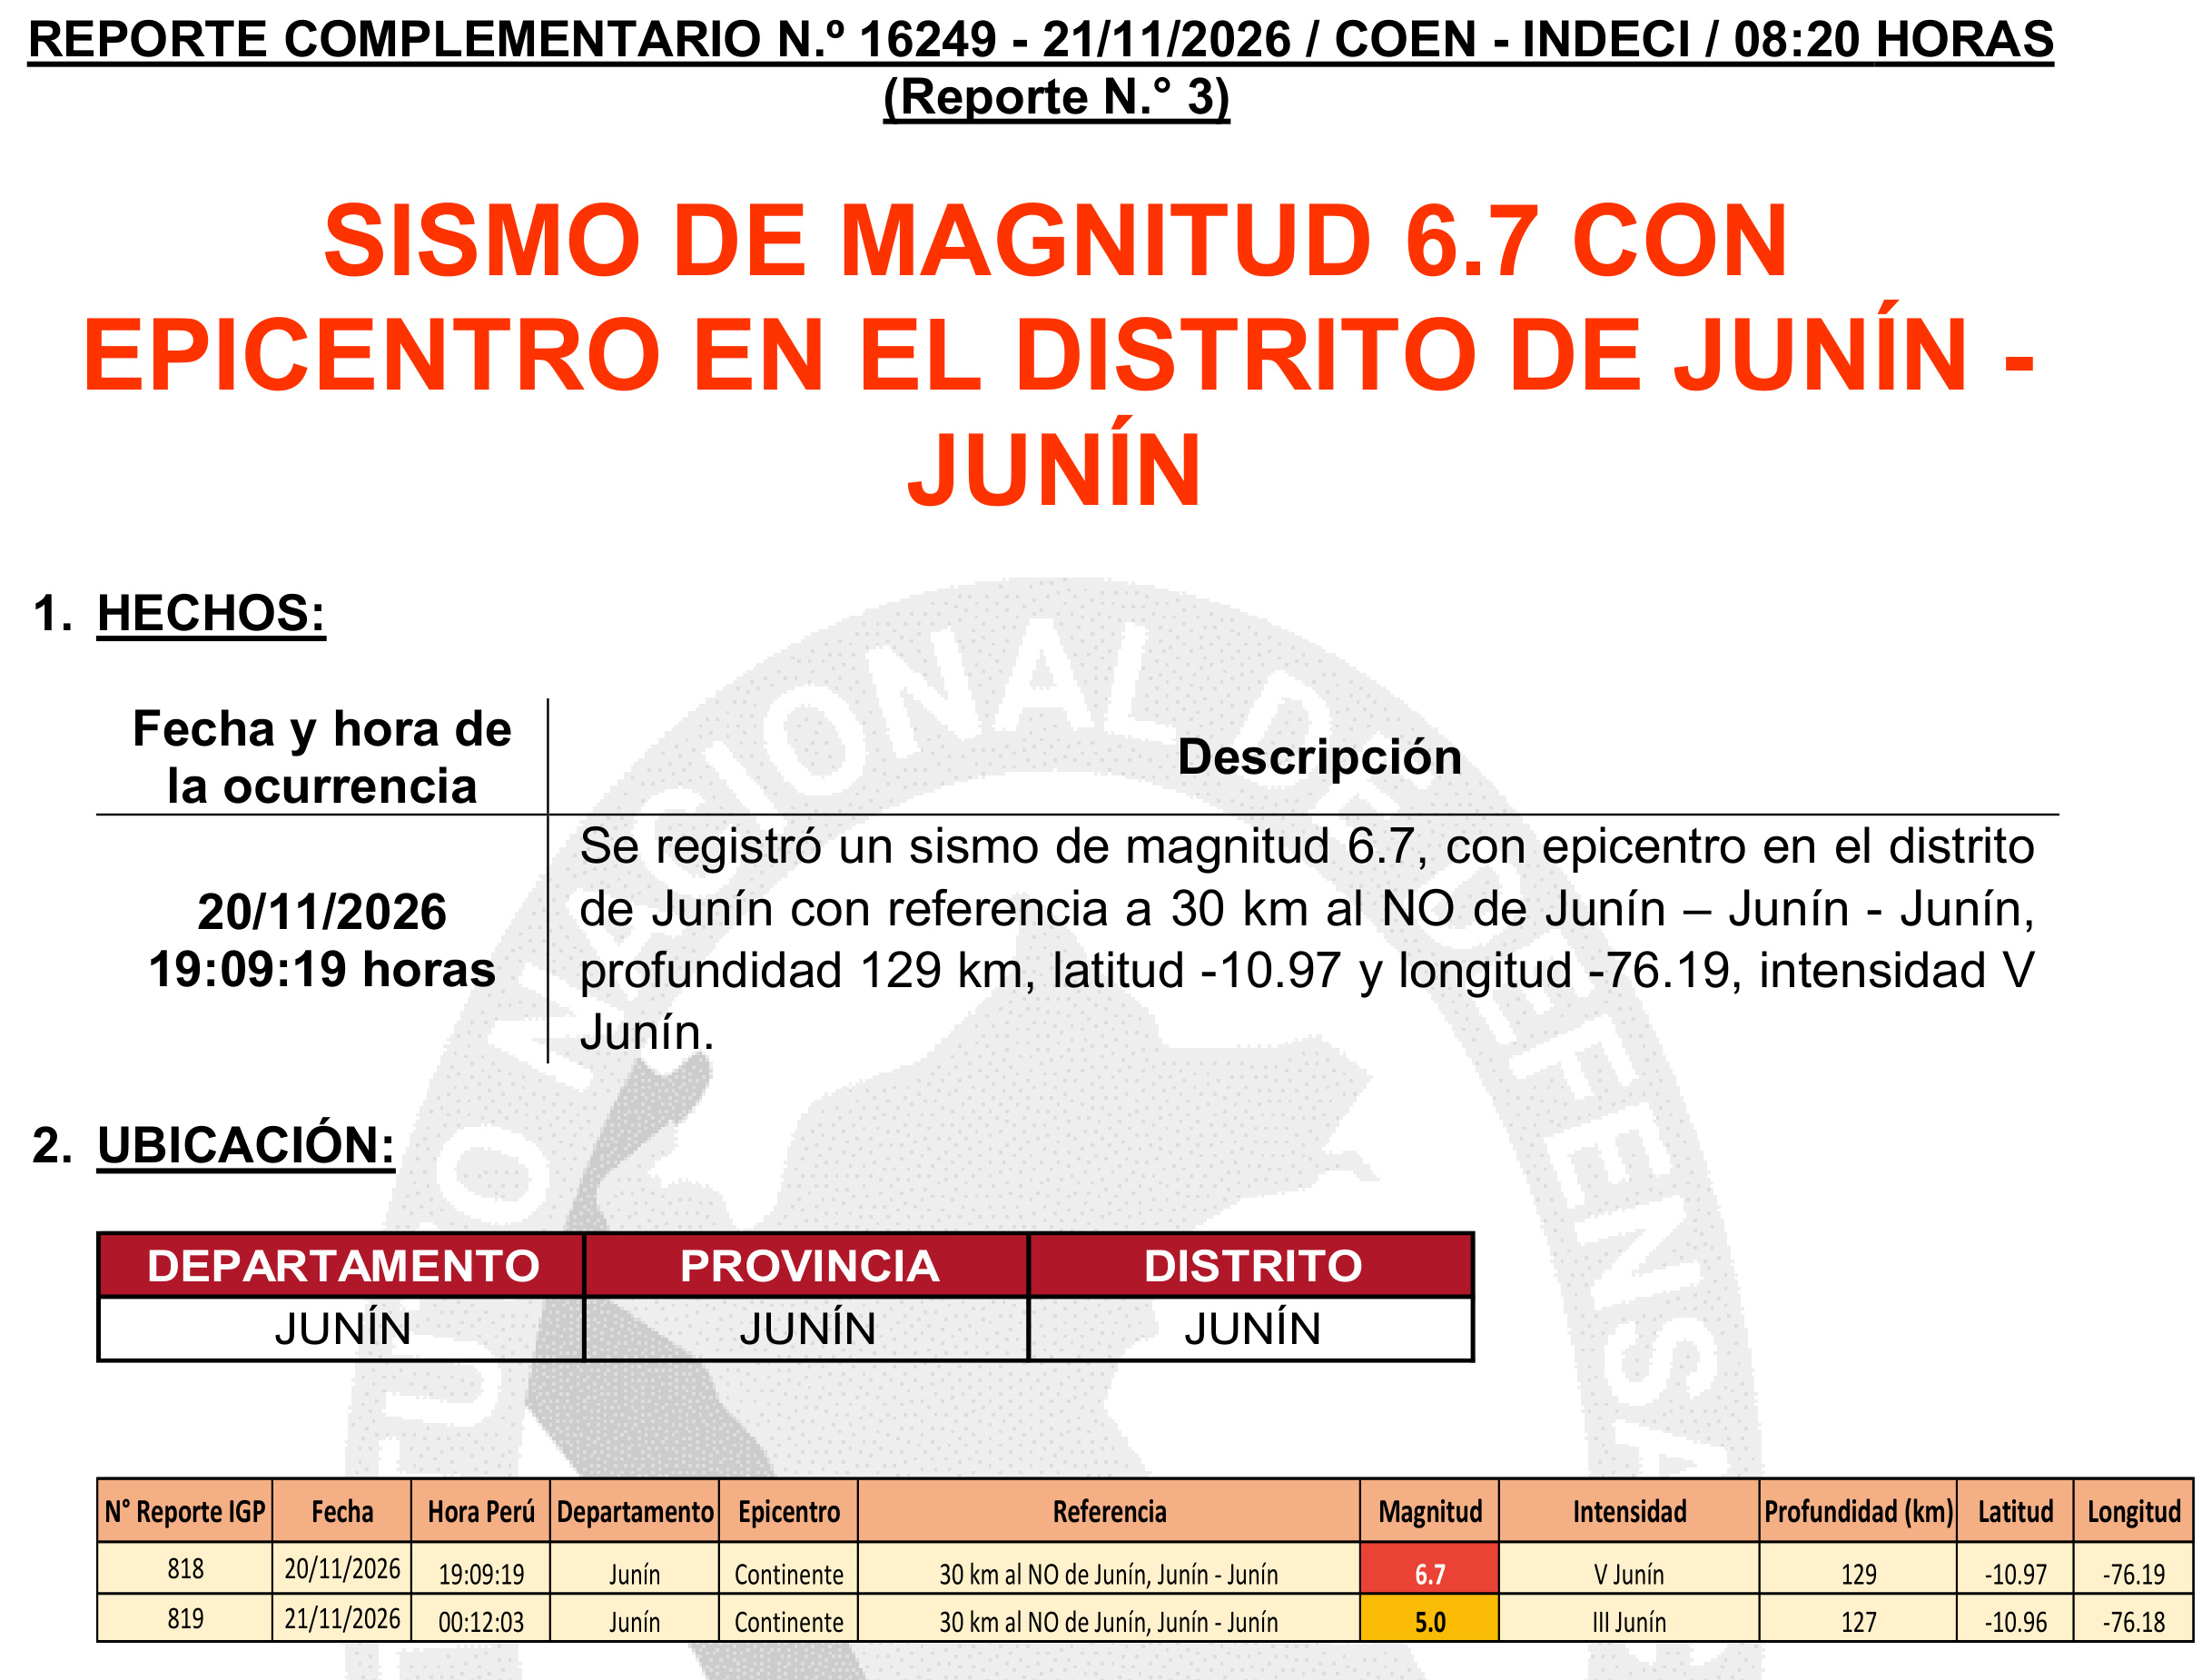 REPORTE COMPLEMENTARIO N.º 16249 - 21/11/2026 / COEN - INDECI / 08:20 HORAS
(Reporte N.° 3)
SISMO DE MAGNITUD 6.7 CON
EPICENTRO EN EL DISTRITO DE JUNÍN -
JUNÍN
1. HECHOS:
Fecha y hora de
la ocurrencia
Descripción
20/11/2026
19:09:19 horas
Se registró un sismo de magnitud 6.7, con epicentro en el distrito
de Junín con referencia a 30 km al NO de Junín – Junín - Junín,
profundidad 129 km, latitud -10.97 y longitud -76.19, intensidad V
Junín.
2. UBICACIÓN:
DEPARTAMENTO PROVINCIA DISTRITO
JUNÍN JUNÍN JUNÍN
N° Reporte IGP Fecha Hora Perú Departamento Epicentro Referencia Magnitud Intensidad Profundidad (km) Latitud Longitud
818 20/11/2026 19:09:19 Junín Continente 30 km al NO de Junín, Junín - Junín 6.7 V Junín 129 -10.97 -76.19
819 21/11/2026 00:12:03 Junín Continente 30 km al NO de Junín, Junín - Junín 5.0 III Junín 127 -10.96 -76.18
NACIONAL DE DEFENSA